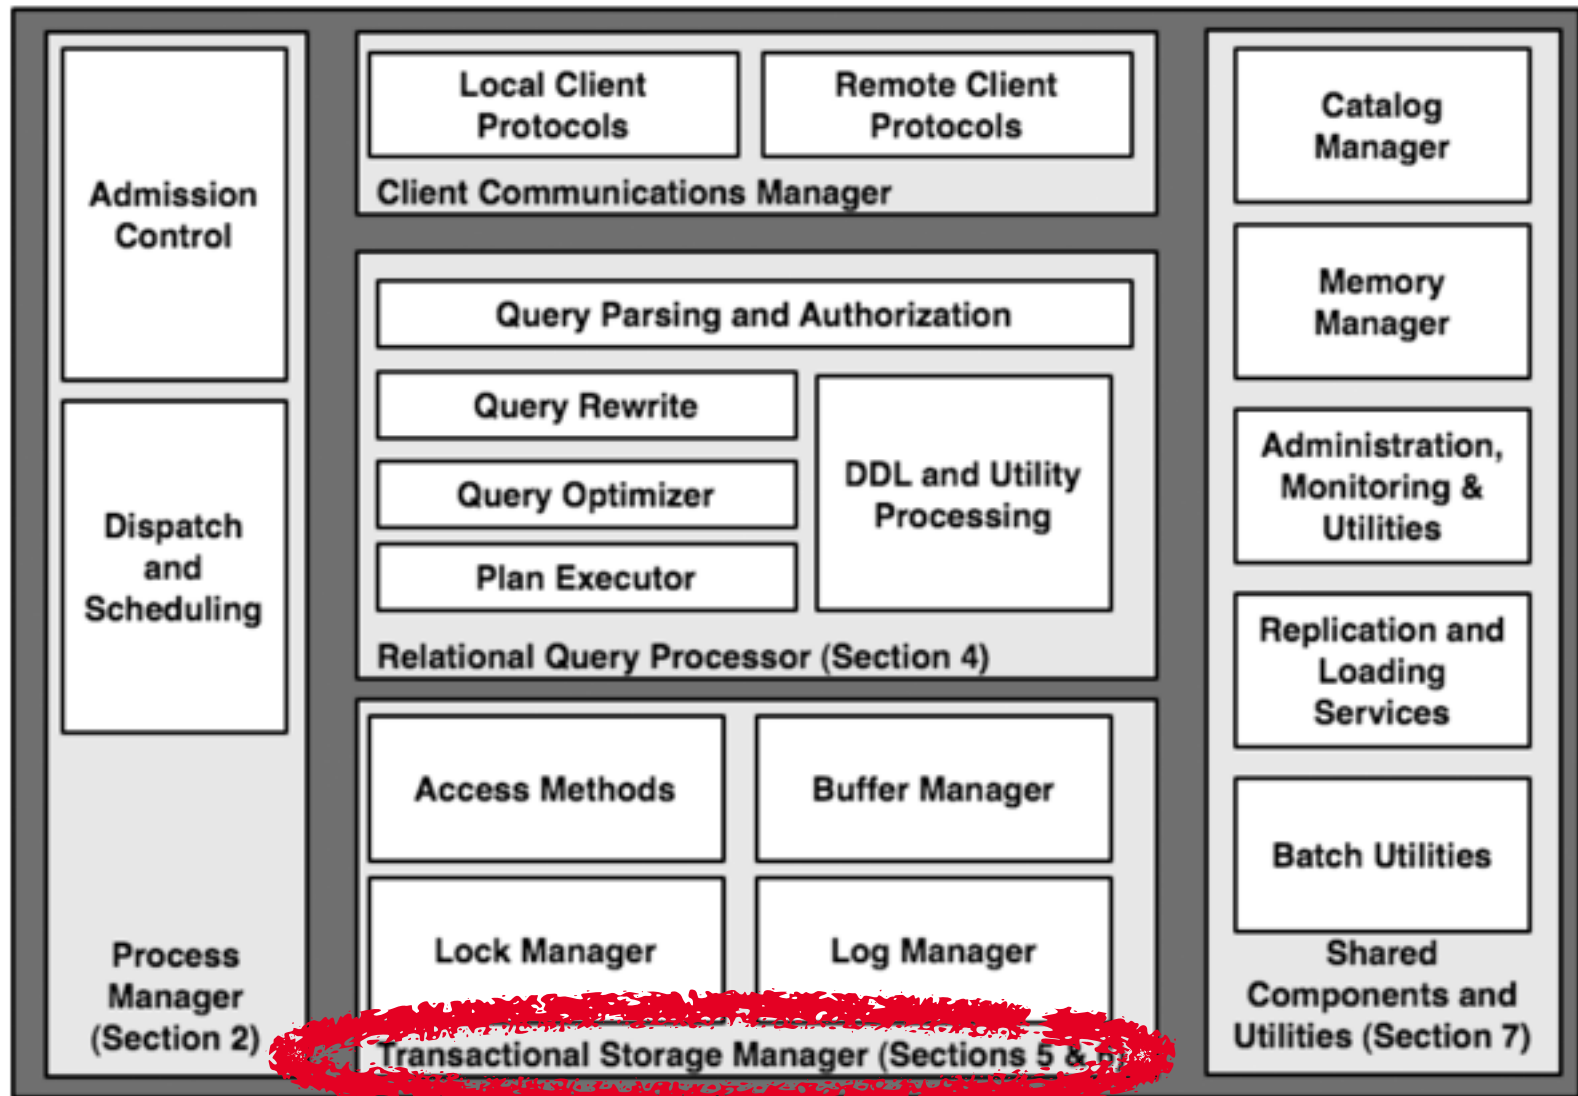 Admission
Control
Dispatch
and
Scheduling
Process
Manager
(Section 2)
Local Client
Protocols
Remote Client
Protocols
Client Communications Manager
Query Parsing and Authorization
Query Rewrite
Query Optimizer
Plan Executor
DDL and Utility
Processing
Relational Query Processor (Section 4)
Access Methods
Buffer Manager
Lock Manager
Log Manager
Transactional Storage Manager (Sections 5 &
Catalog
Manager
Memory
Manager
Administration,
Monitoring &
Utilities
Replication and
Loading
Services
Batch Utilities
Shared
Components and
Utilities (Section 7)